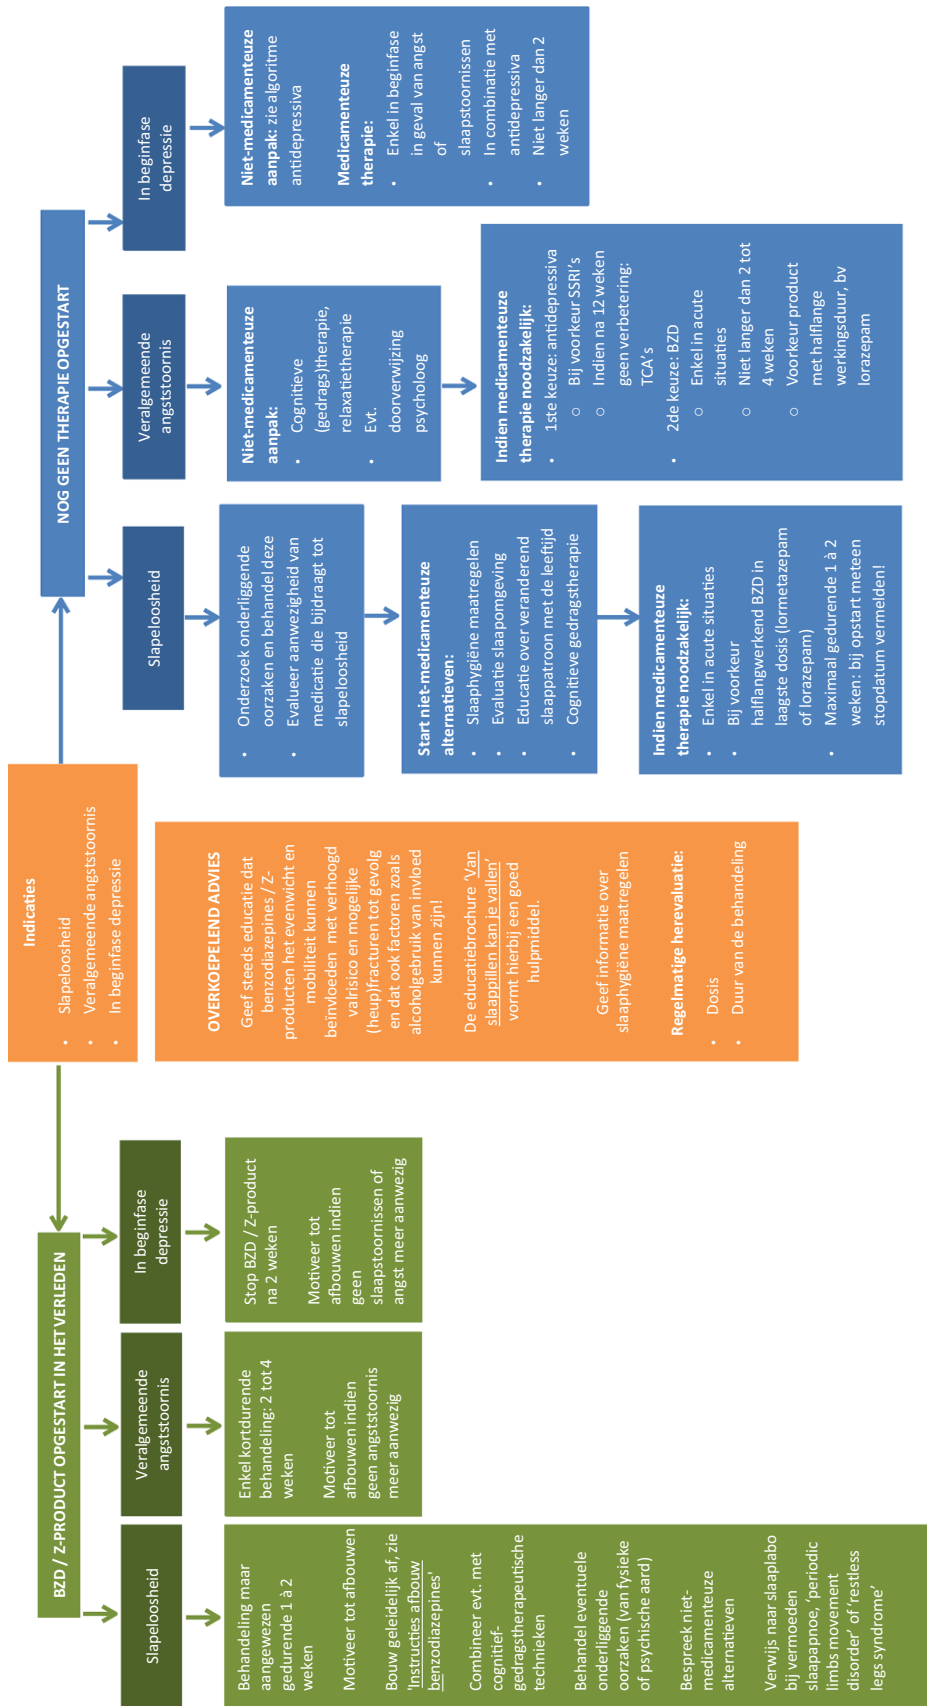 Indicaties
• Slapeloosheid
• Veralgemeende angststoornis
• In beginfase depressie
BZD / Z-PRODUCT OPGESTART IN HET VERLEDEN
Slapeloosheid
Behandeling maar
aangewezen
gedurende 1 à 2
weken
Motiveer tot afbouwen
Bouw geleidelijk af, zie
'Instructies afbouw
benzodiazepines'
Combineer evt. met
cognitief-
gedragstherapeutische
technieken
Behandel eventuele
onderliggende
oorzaken (van fysieke
of psychische aard)
Bespreek niet-
medicamenteuze
alternatieven
Verwijs naar slaaplabo
bij vermoeden
slaapapnoe, 'periodic
limbs movement
disorder' of 'restless
legs syndrome'
Veralgemeende
angststoornis
Enkel kortdurende
behandeling: 2 tot 4
weken
Motiveer tot
afbouwen indien
geen angststoornis
meer aanwezig
In beginfase
depressie
Stop BZD / Z-product
na 2 weken
Motiveer tot
afbouwen indien
geen
slaapstoornissen of
angst meer aanwezig
OVERKOEPELEND ADVIES
Geef steeds educatie dat
benzodiazepines / Z-
producten het evenwicht en
mobiliteit kunnen
beïnvloeden met verhoogd
valrisico en mogelijke
(heup)fracturen tot gevolg
en dat ook factoren zoals
alcoholgebruik van invloed
kunnen zijn!
De educatiebrochure 'Van
slaappillen kan je vallen'
vormt hierbij een goed
hulpmiddel.
Geef informatie over
slaaphygiëne maatregelen
Regelmatige herevaluatie:
• Dosis
• Duur van de behandeling
NOG GEEN THERAPIE OPGESTART
Slapeloosheid
• Onderzoek onderliggende
oorzaken en behandel deze
• Evalueer aanwezigheid van
medicatie die bijdraagt tot
slapeloosheid
Start niet-medicamenteuze
alternatieven:
• Slaaphygiëne maatregelen
• Evaluatie slaapomgeving
• Educatie over veranderend
slaappatroon met de leeftijd
• Cognitieve gedragstherapie
Indien medicamenteuze
therapie noodzakelijk:
• Enkel in acute situaties
• Bij voorkeur
halflangwerkend BZD in
laagste dosis (lormetazepam
of lorazepam)
• Maximaal gedurende 1 à 2
weken: bij opstart meteen
stopdatum vermelden!
Veralgemeende
angststoornis
Niet-medicamenteuze
aanpak:
• Cognitieve
(gedrags)therapie,
relaxatietherapie
• Evt.
doorverwijzing
psycholoog
Indien medicamenteuze
therapie noodzakelijk:
• 1ste keuze: antidepressiva
○ Bij voorkeur SSRI's
○ Indien na 12 weken
geen verbetering:
TCA's
• 2de keuze: BZD
○ Enkel in acute
situaties
○ Niet langer dan 2 tot
4 weken
○ Voorkeur product
met halflange
werkingsduur, bv
lorazepam
In beginfase
depressie
Niet-medicamenteuze
aanpak: zie algoritme
antidepressiva
Medicamenteuze
therapie:
• Enkel in beginfase
in geval van angst
of
slaapstoornissen
• In combinatie met
antidepressiva
• Niet langer dan 2
weken